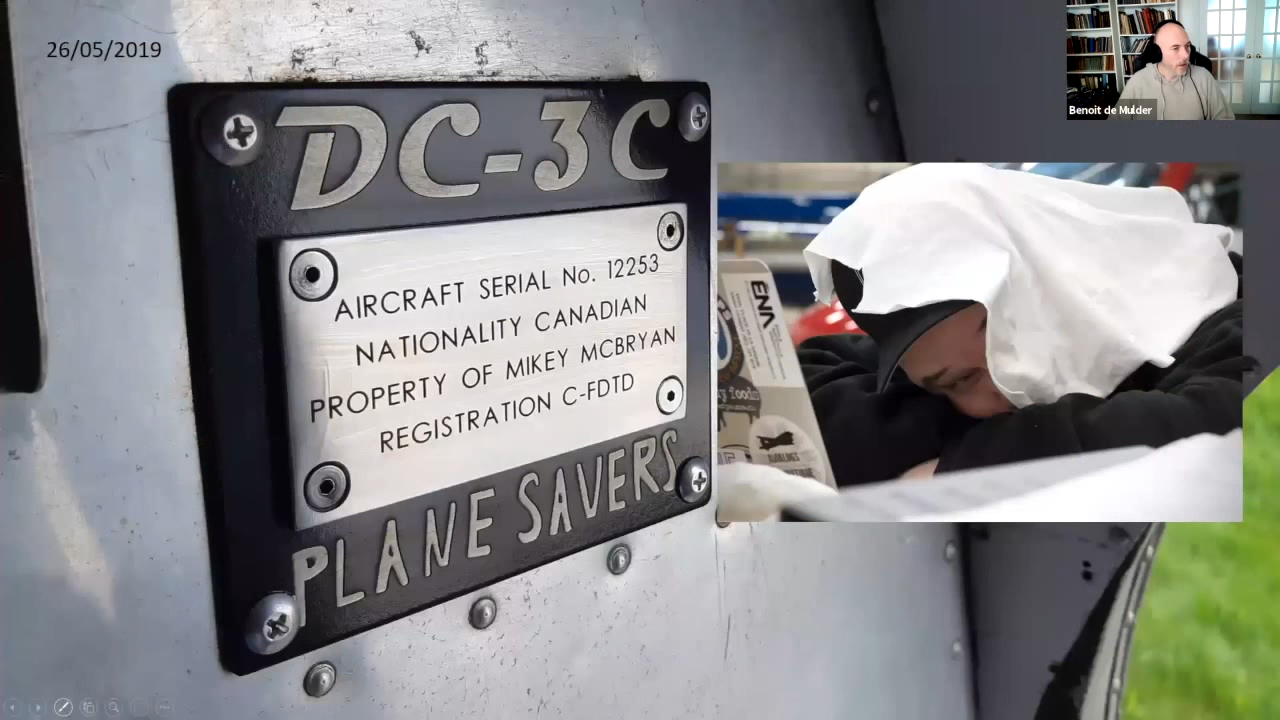 26/05/2019
DC-3C
AIRCRAFT SERIAL No. 12253
NATIONALITY CANADIAN
PROPERTY OF MIKEY MCBRYAN
REGISTRATION C-FDTD
PLANE SAVERS
Benoit de Mulder
ENA